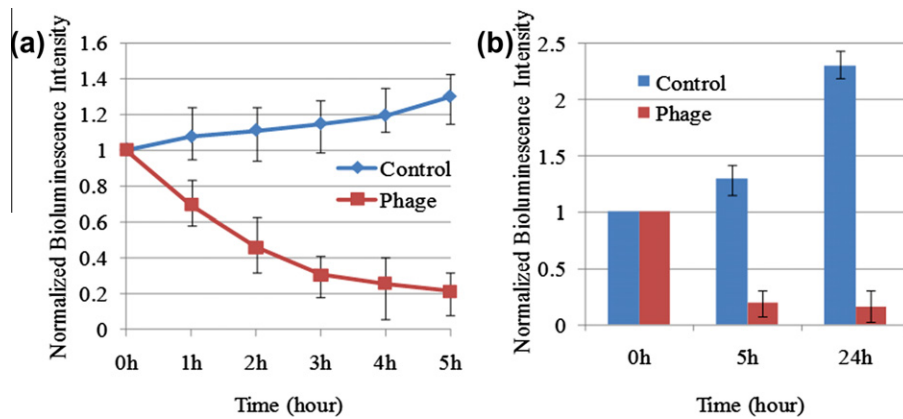 (a)
Normalized Bioluminescence Intensity
1.6
1.4
1.2
1
0.8
0.6
0.4
0.2
0
Control
Phage
0h 1h 2h 3h 4h 5h
Time (hour)
(b)
Normalized Bioluminescence Intensity
2.5
2
1.5
1
0.5
0
Control
Phage
0h 5h 24h
Time (hour)